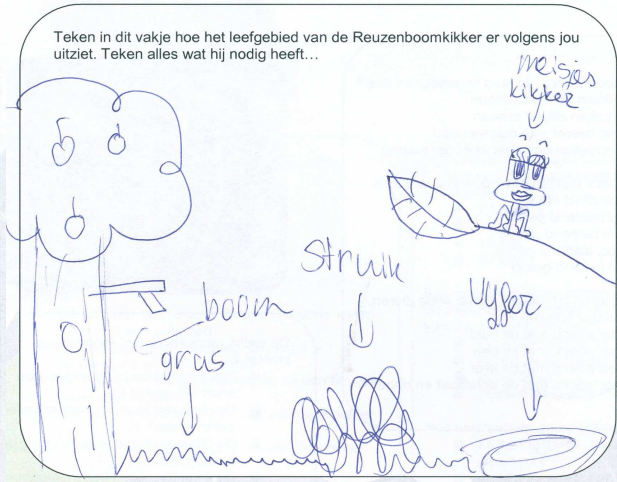 Teken in dit vakje hoe het leefgebied van de Reuzenboomkikker er volgens jou
uitziet. Teken alles wat hij nodig heeft…
meisjes
kikker
struik
boom
vyfer
gras